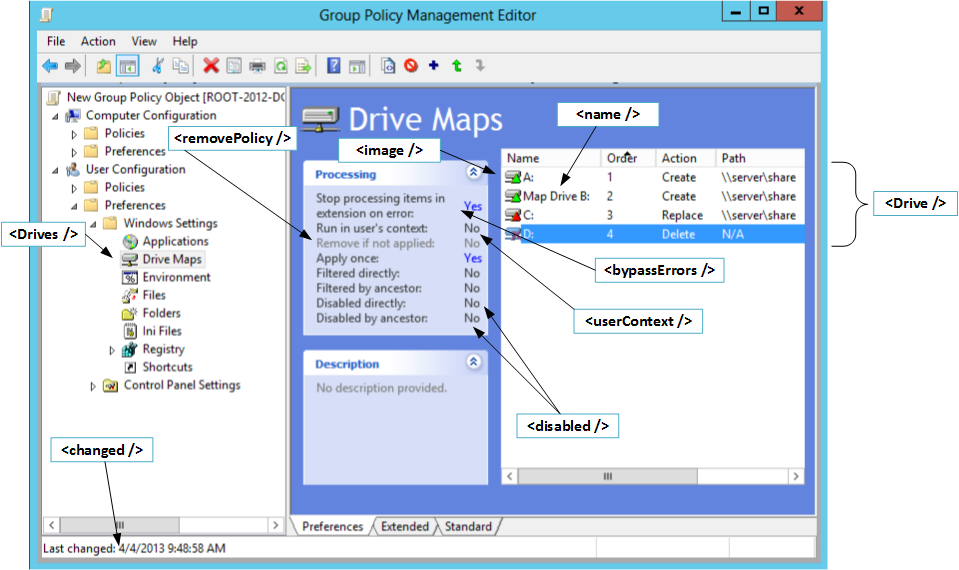 Group Policy Management Editor
File Action View Help
New Group Policy Object [ROOT-2012-DC
Computer Configuration
Policies
Preferences
User Configuration
Policies
Preferences
Windows Settings
Applications
Drive Maps
Environment
Files
Folders
Ini Files
Registry
Shortcuts
Control Panel Settings
<Drives />
<changed />
<removePolicy />
Drive Maps
<image />
<name />
Processing
Stop processing items in
extension on error: Yes
Run in user's context: No
Remove if not applied: No
Apply once: Yes
Filtered directly: No
Filtered by ancestor: No
Disabled directly: No
Disabled by ancestor: No
Description
No description provided.
Name Order Action Path
A: 1 Create \\server\share
Map Drive B: 2 Create \\server\share
C: 3 Replace \\server\share
D: 4 Delete N/A
<Drive />
<bypassErrors />
<userContext />
<disabled />
Preferences Extended Standard
Last changed: 4/4/2013 9:48:58 AM